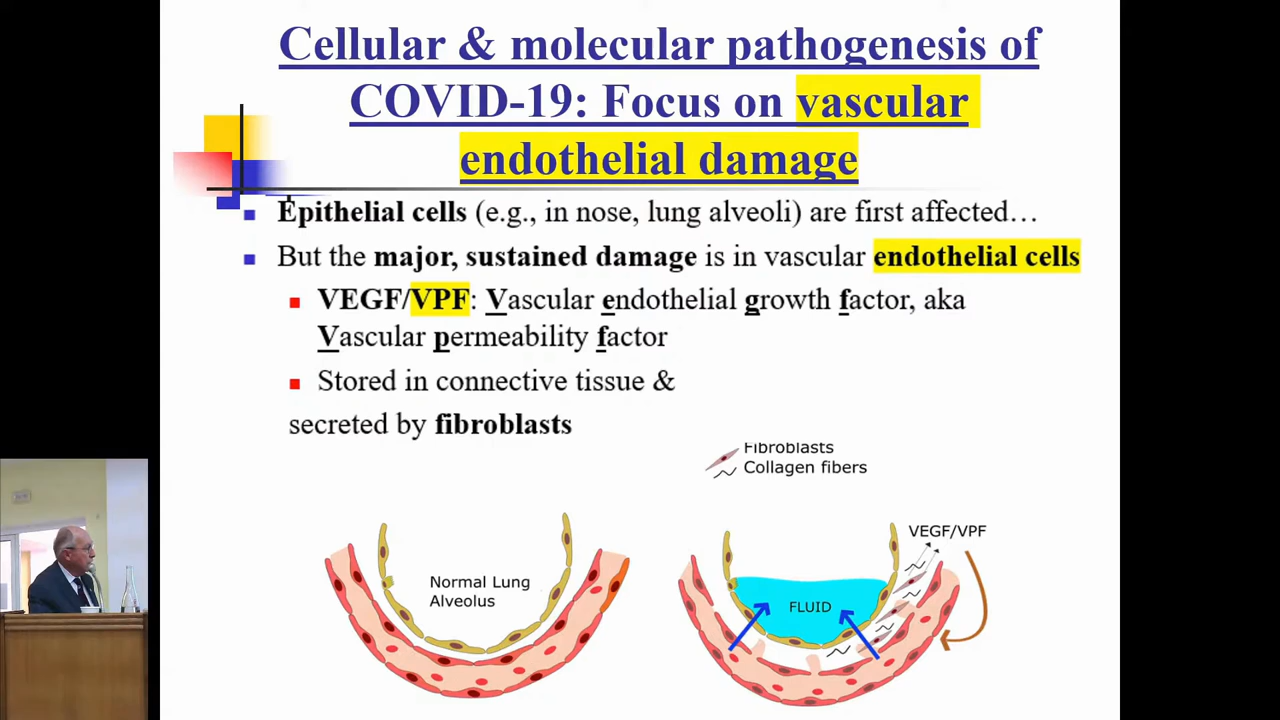 Cellular & molecular pathogenesis of
COVID-19: Focus on vascular
endothelial damage
Epithelial cells (e.g., in nose, lung alveoli) are first affected…
But the major, sustained damage is in vascular endothelial cells
VEGF/VPF: Vascular endothelial growth factor, aka
Vascular permeability factor
Stored in connective tissue &
secreted by fibroblasts
Fibroblasts
Collagen fibers
VEGF/VPF
Normal Lung
Alveolus
FLUID